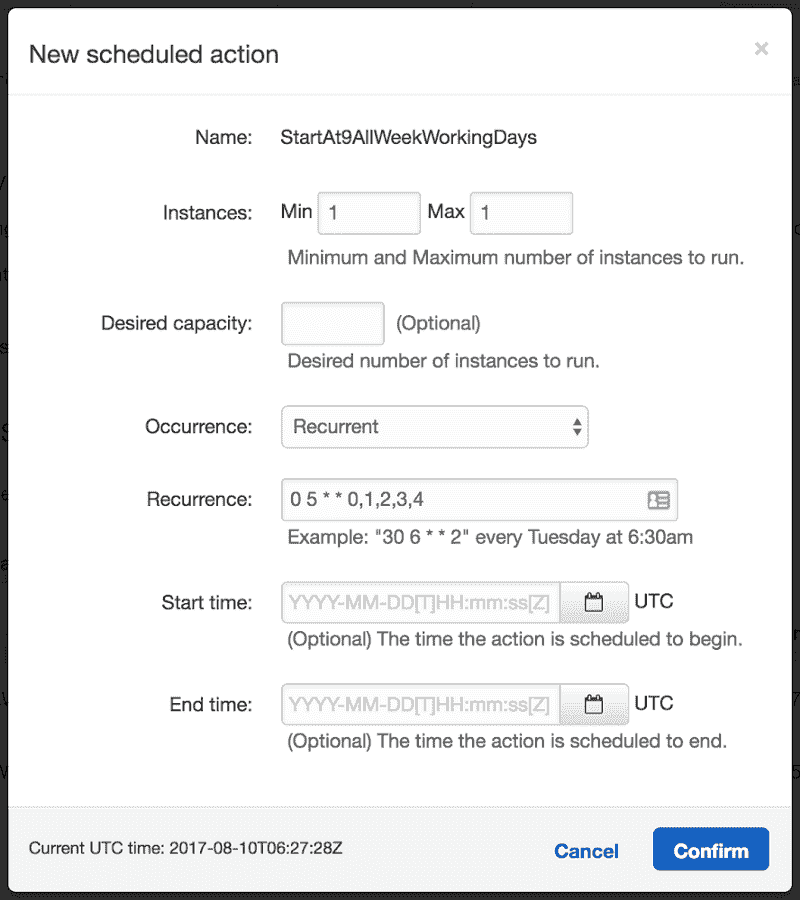 New scheduled action ×
Name: StartAt9AllWeekWorkingDays
Instances: Min 1 Max 1
Minimum and Maximum number of instances to run.
Desired capacity: (Optional)
Desired number of instances to run.
Occurrence: Recurrent
Recurrence: 0 5 * * 0,1,2,3,4
Example: "30 6 * * 2" every Tuesday at 6:30am
Start time: YYYY-MM-DD[T]HH:mm:ss[Z] UTC
(Optional) The time the action is scheduled to begin.
End time: YYYY-MM-DD[T]HH:mm:ss[Z] UTC
(Optional) The time the action is scheduled to end.
Current UTC time: 2017-08-10T06:27:28Z Cancel Confirm